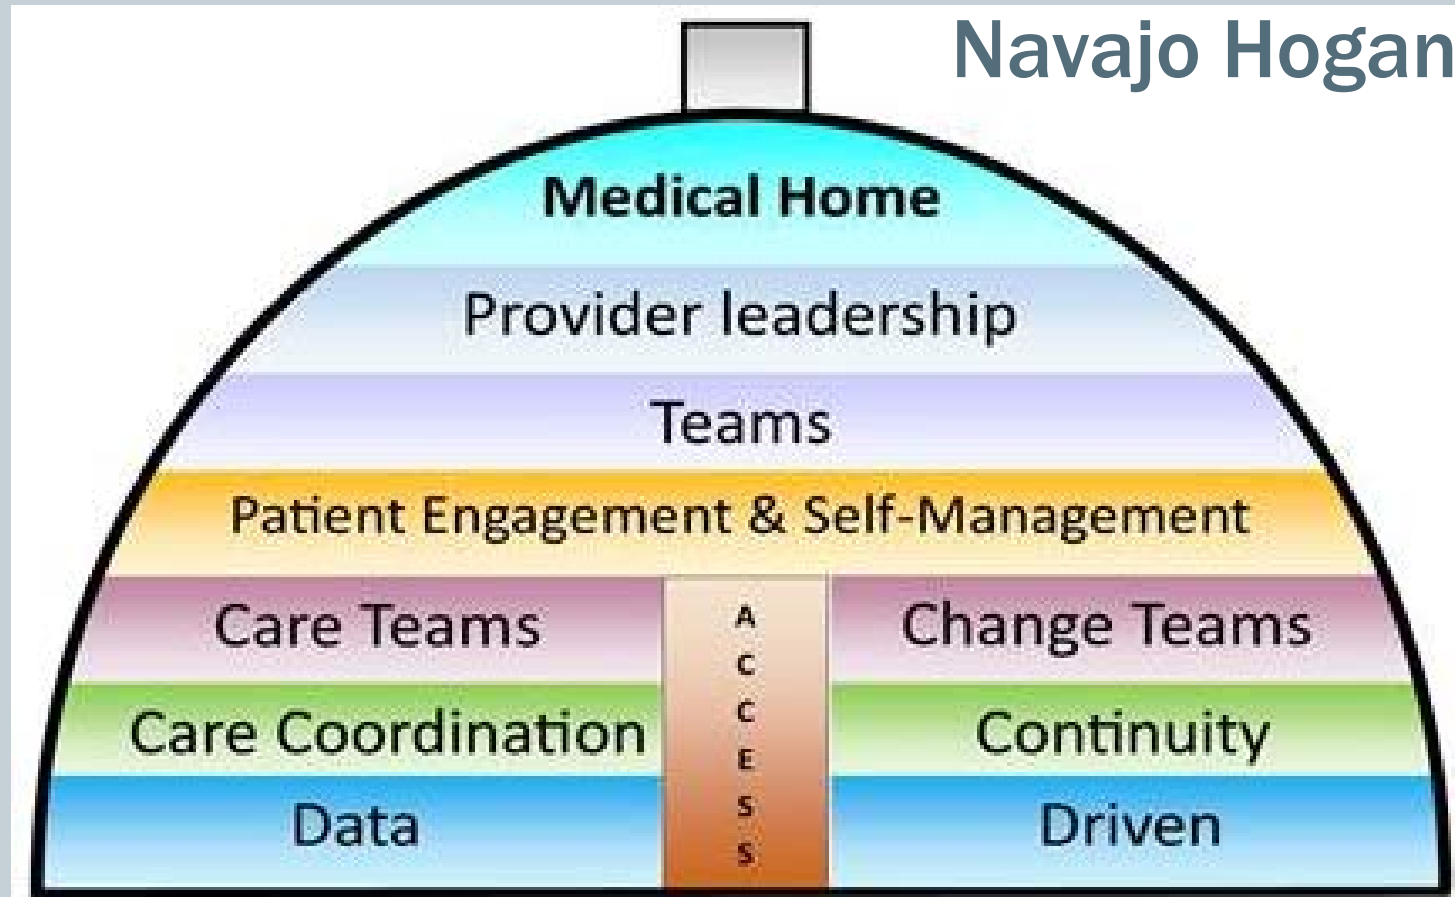 Navajo Hogan
Medical Home
Provider leadership
Teams
Patient Engagement & Self-Management
Care Teams
Change Teams
Care Coordination
Continuity
Data
Driven
ACCESS